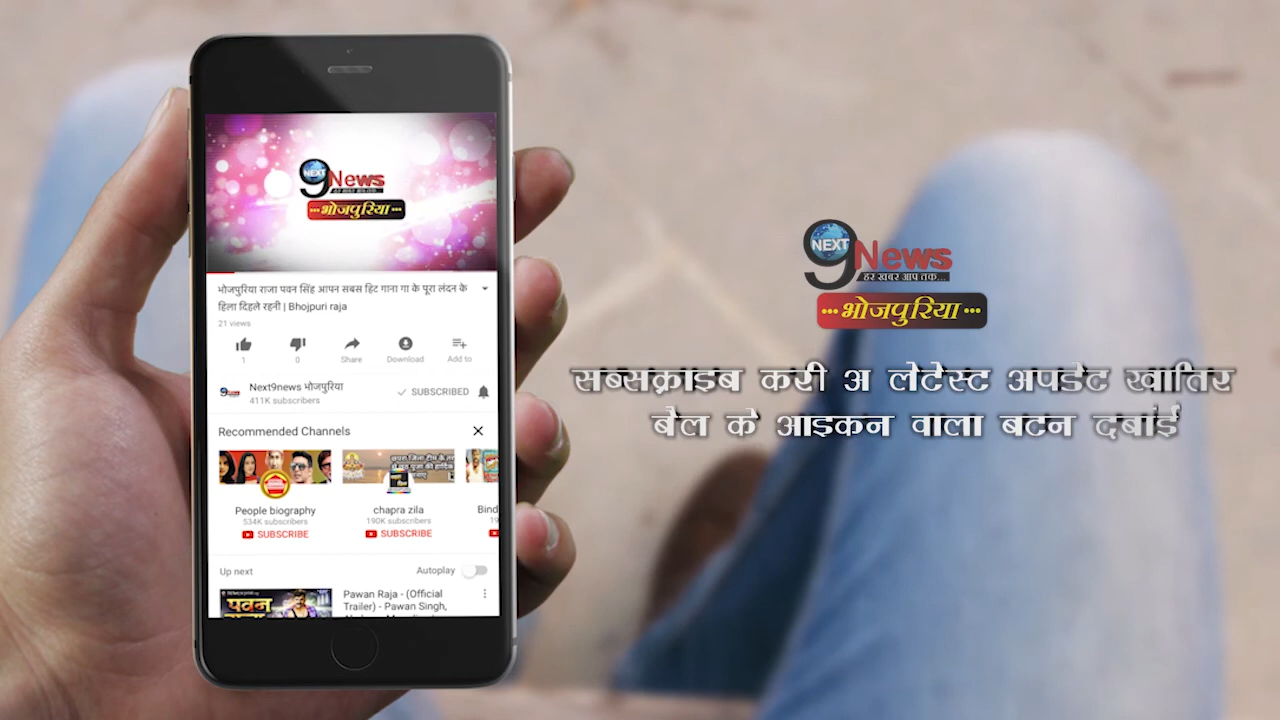 NEXT
9 News
हर खबर आप तक...
...भोजपुरिया...
भोजपुरिया राजा पवन सिंह आपन सबस हिट गाना गा के पूरा लंदन के
हिला दिहले रहनी | Bhojpuri raja
21 views
1
0
Share
Download
Add to
Next9news भोजपुरिया
411K subscribers
SUBSCRIBED
Recommended Channels
People biography
534K subscribers
SUBSCRIBE
chapra zila
190K subscribers
SUBSCRIBE
Bind
19
Up next
Autoplay
पवन
Pawan Raja - (Official
Trailer) - Pawan Singh,
NEXT
9 News
हर खबर आप तक...
...भोजपुरिया...
सब्सक्राइब करी अ लेटेस्ट अपडेट खातिर
बैल के आइकन वाला बटन दबांई